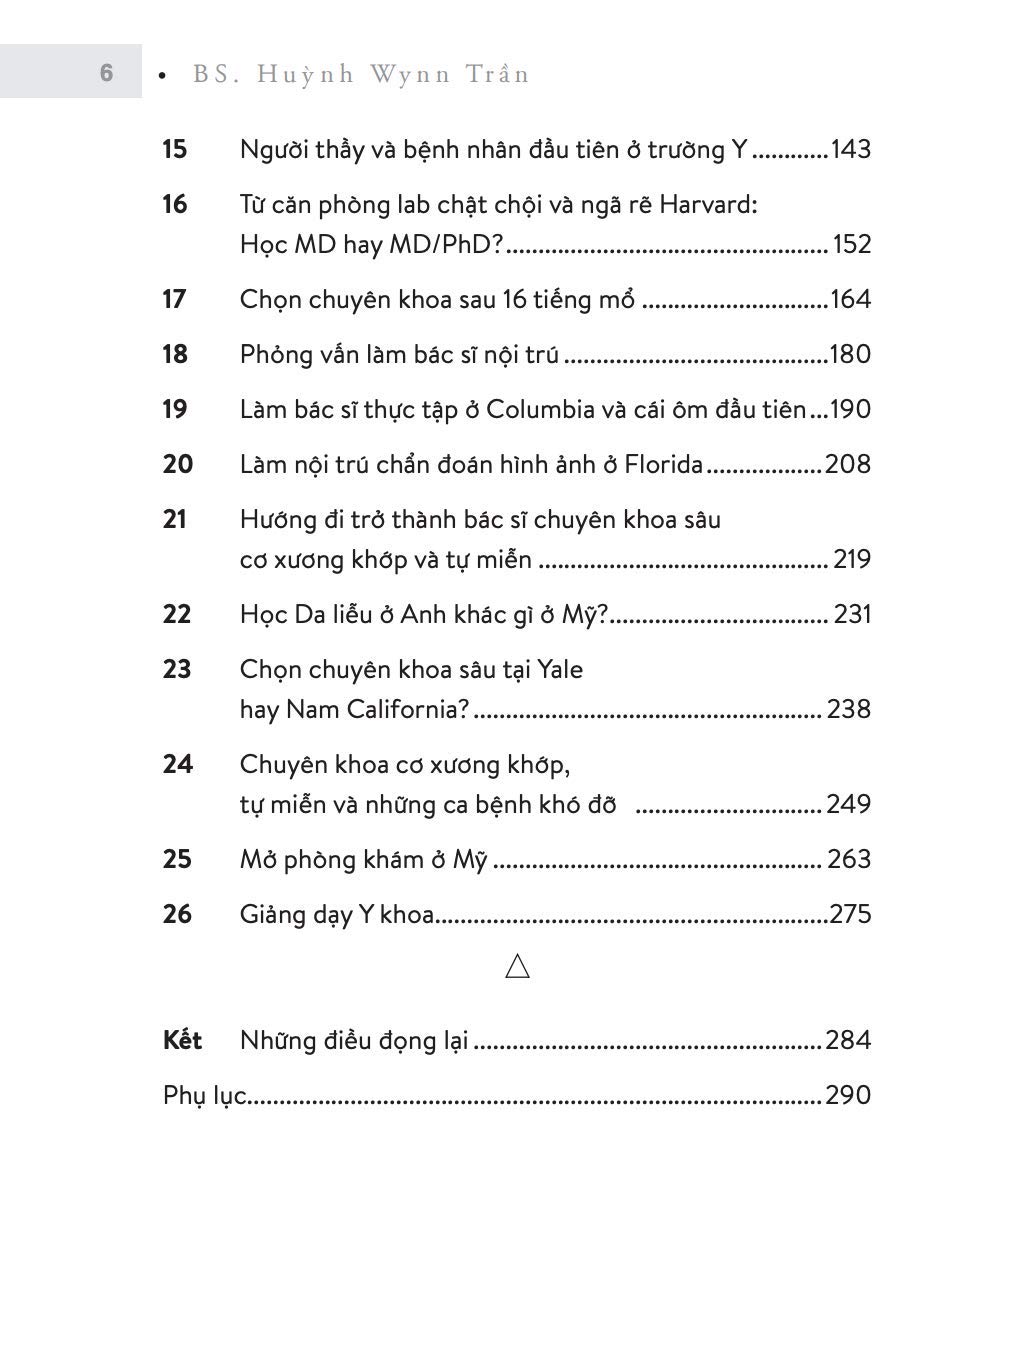 6 • BS. Huỳnh Wynn Trần
15 Người thầy và bệnh nhân đầu tiên ở trường Y ............143
16 Từ căn phòng lab chật chội và ngã rẽ Harvard:
Học MD hay MD/PhD?.................................................. 152
17 Chọn chuyên khoa sau 16 tiếng mổ .............................164
18 Phỏng vấn làm bác sĩ nội trú .........................................180
19 Làm bác sĩ thực tập ở Columbia và cái ôm đầu tiên ...190
20 Làm nội trú chẩn đoán hình ảnh ở Florida..................208
21 Hướng đi trở thành bác sĩ chuyên khoa sâu
cơ xương khớp và tự miễn ............................................. 219
22 Học Da liễu ở Anh khác gì ở Mỹ?.................................. 231
23 Chọn chuyên khoa sâu tại Yale
hay Nam California? ...................................................... 238
24 Chuyên khoa cơ xương khớp,
tự miễn và những ca bệnh khó đỡ ............................. 249
25 Mở phòng khám ở Mỹ ................................................... 263
26 Giảng dạy Y khoa.............................................................275
△
Kết Những điều đọng lại ......................................................284
Phụ lục.........................................................................................290